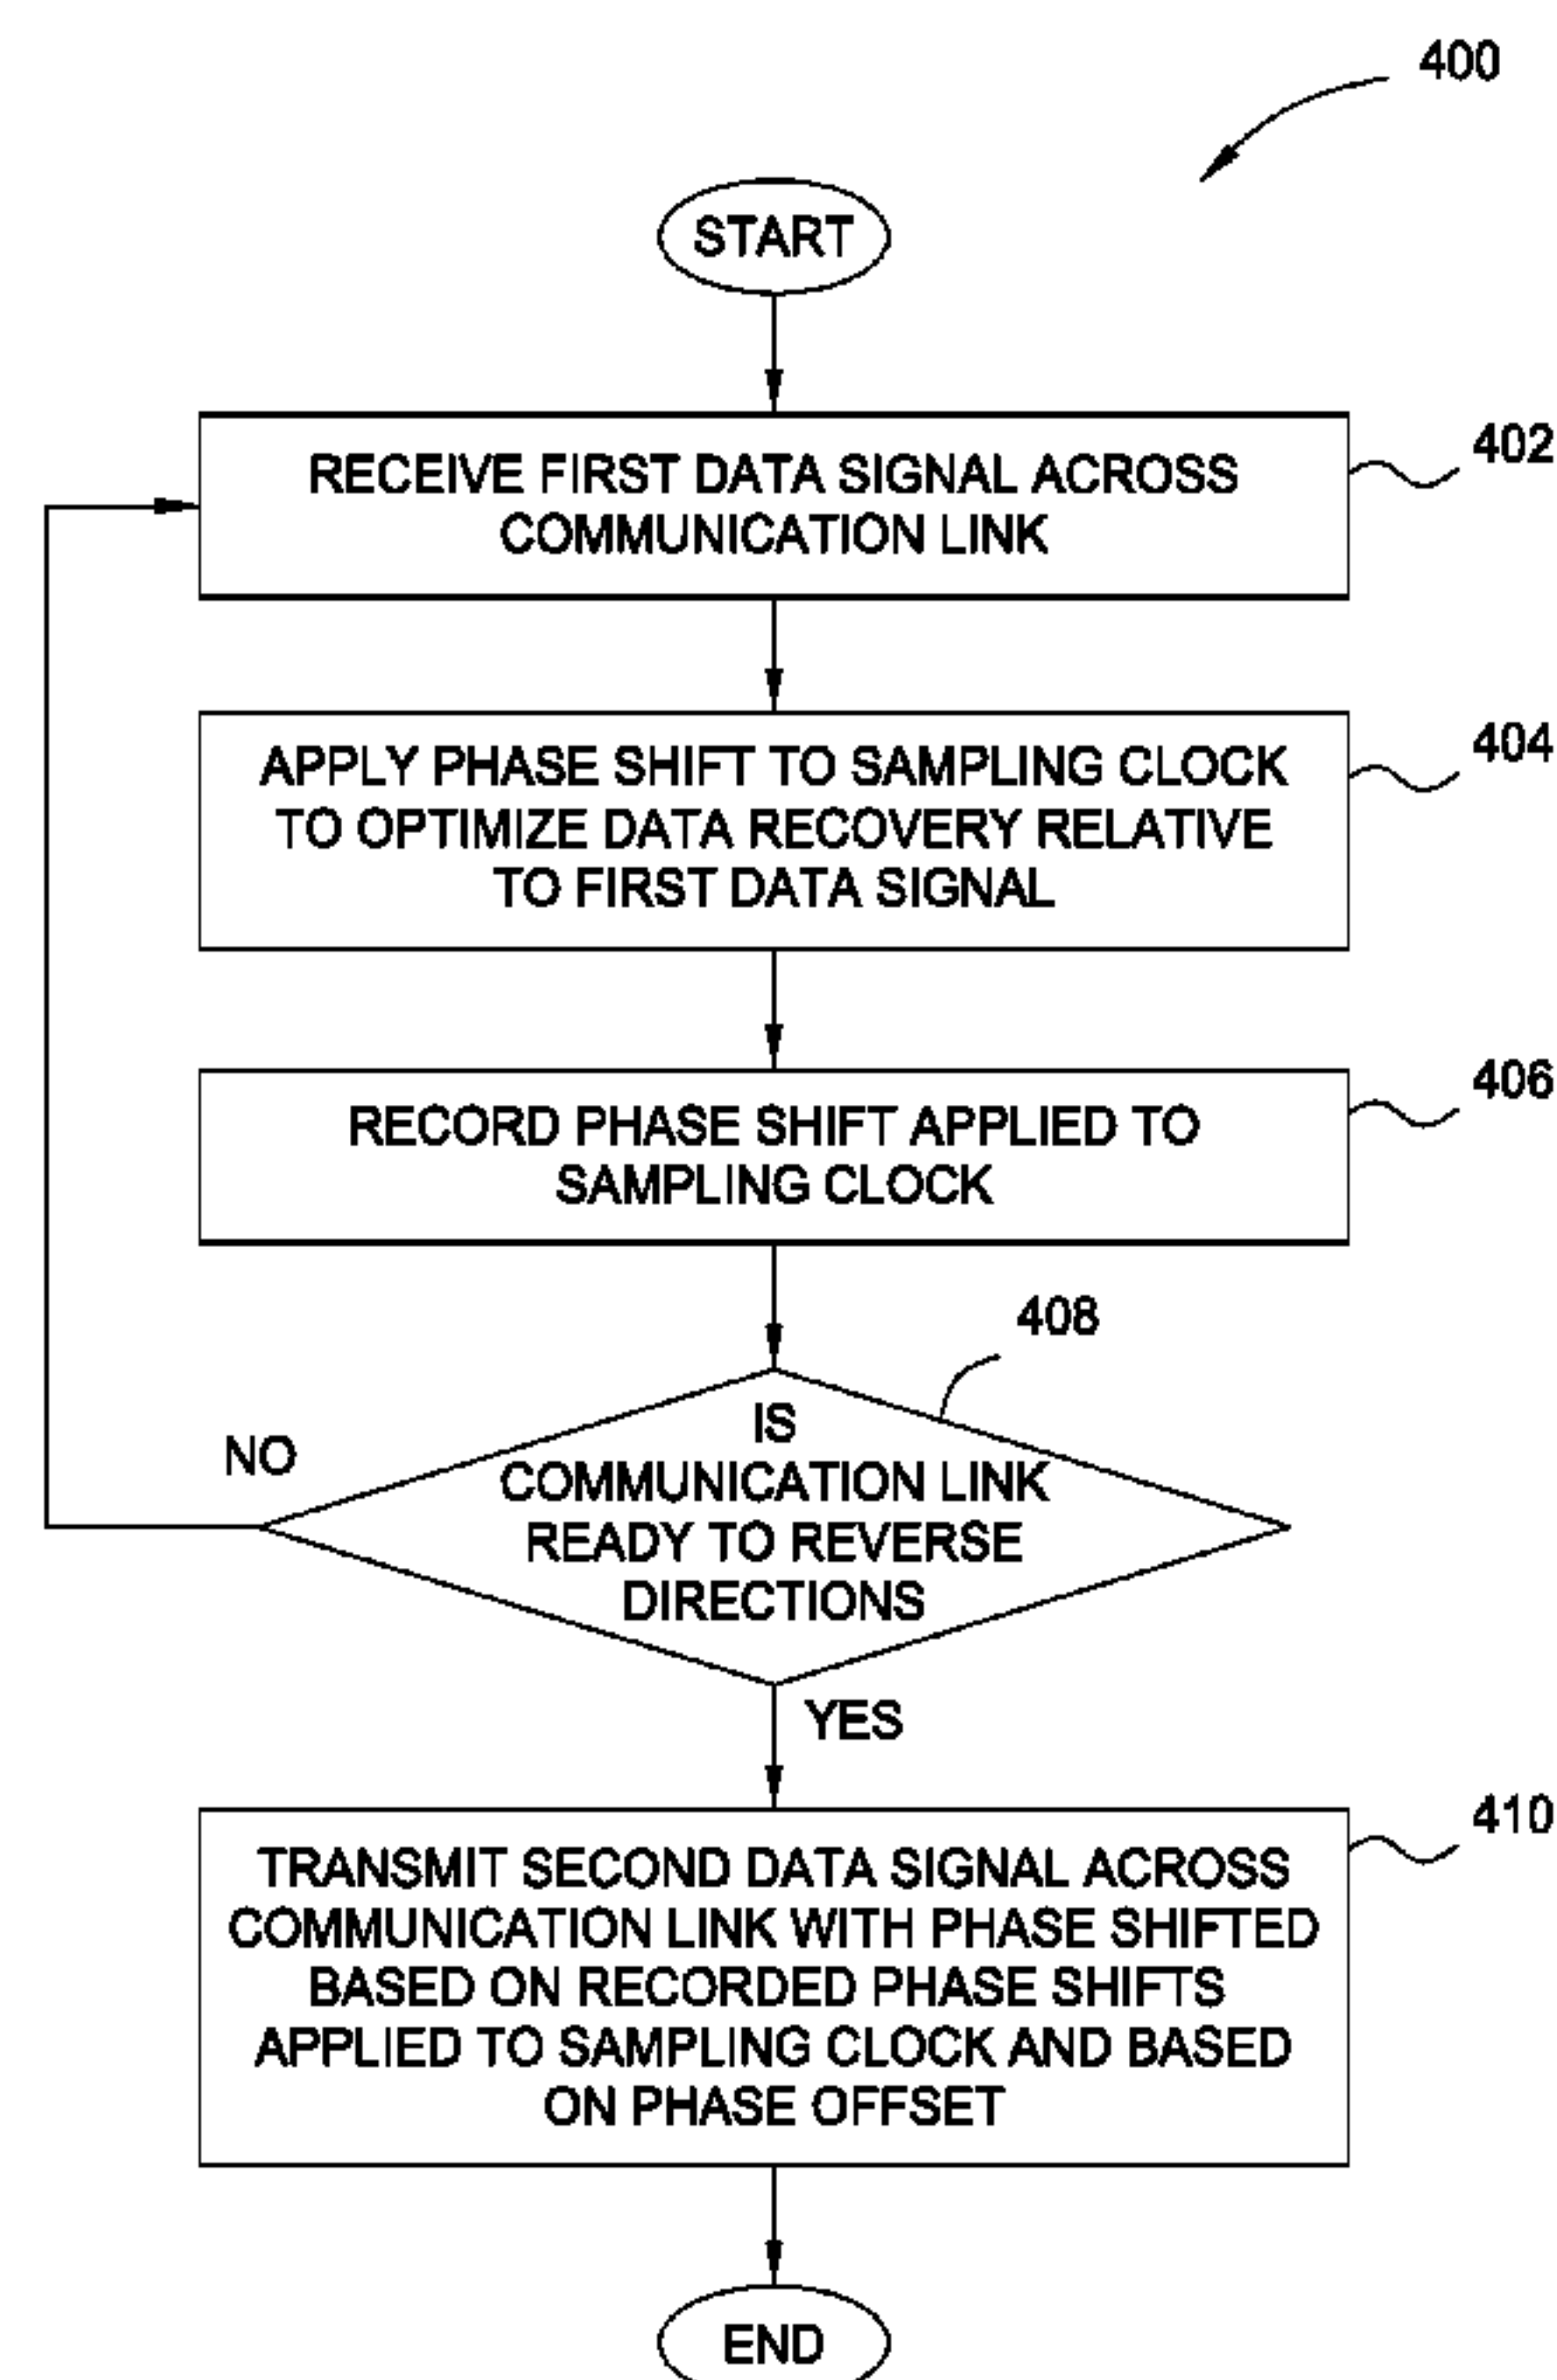 400
START
RECEIVE FIRST DATA SIGNAL ACROSS
COMMUNICATION LINK
402
APPLY PHASE SHIFT TO SAMPLING CLOCK
TO OPTIMIZE DATA RECOVERY RELATIVE
TO FIRST DATA SIGNAL
404
RECORD PHASE SHIFT APPLIED TO
SAMPLING CLOCK
406
408
IS
COMMUNICATION LINK
READY TO REVERSE
DIRECTIONS
NO
YES
TRANSMIT SECOND DATA SIGNAL ACROSS
COMMUNICATION LINK WITH PHASE SHIFTED
BASED ON RECORDED PHASE SHIFTS
APPLIED TO SAMPLING CLOCK AND BASED
ON PHASE OFFSET
410
END